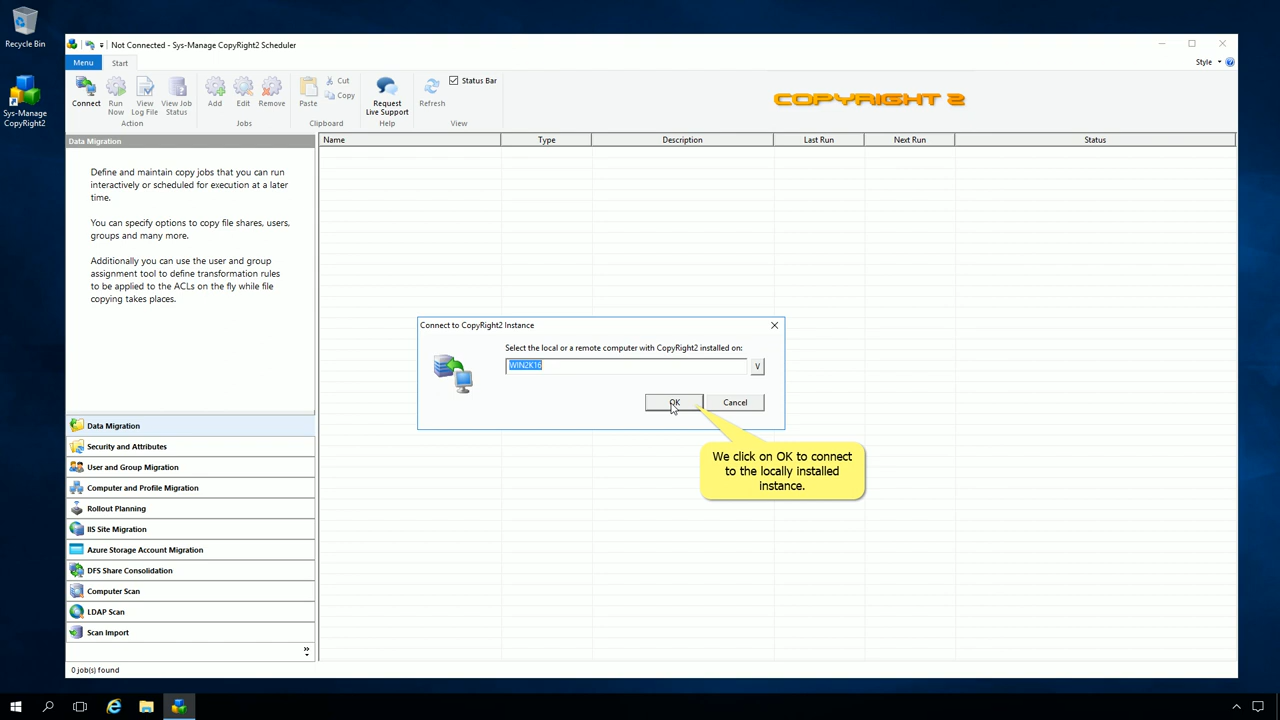 Recycle Bin
Sys-Manage
CopyRight2
Not Connected - Sys-Manage CopyRight2 Scheduler
Menu
Start
Style
Connect
Run
Now
View
Log File
View Job
Status
Action
Add
Edit
Remove
Jobs
Paste
Cut
Copy
Clipboard
Request
Live Support
Help
Refresh
Status Bar
View
COPYRIGHT 2
Data Migration
Define and maintain copy jobs that you can run
interactively or scheduled for execution at a later
time.
You can specify options to copy file shares, users,
groups and many more.
Additionally you can use the user and group
assignment tool to define transformation rules
to be applied to the ACLs on the fly while file
copying takes places.
Name Type Description Last Run Next Run Status
Connect to CopyRight2 Instance
Select the local or a remote computer with CopyRight2 installed on:
WIN2K16
V
OK
Cancel
We click on OK to connect
to the locally installed
instance.
Data Migration
Security and Attributes
User and Group Migration
Computer and Profile Migration
Rollout Planning
IIS Site Migration
Azure Storage Account Migration
DFS Share Consolidation
Computer Scan
LDAP Scan
Scan Import
0 job(s) found